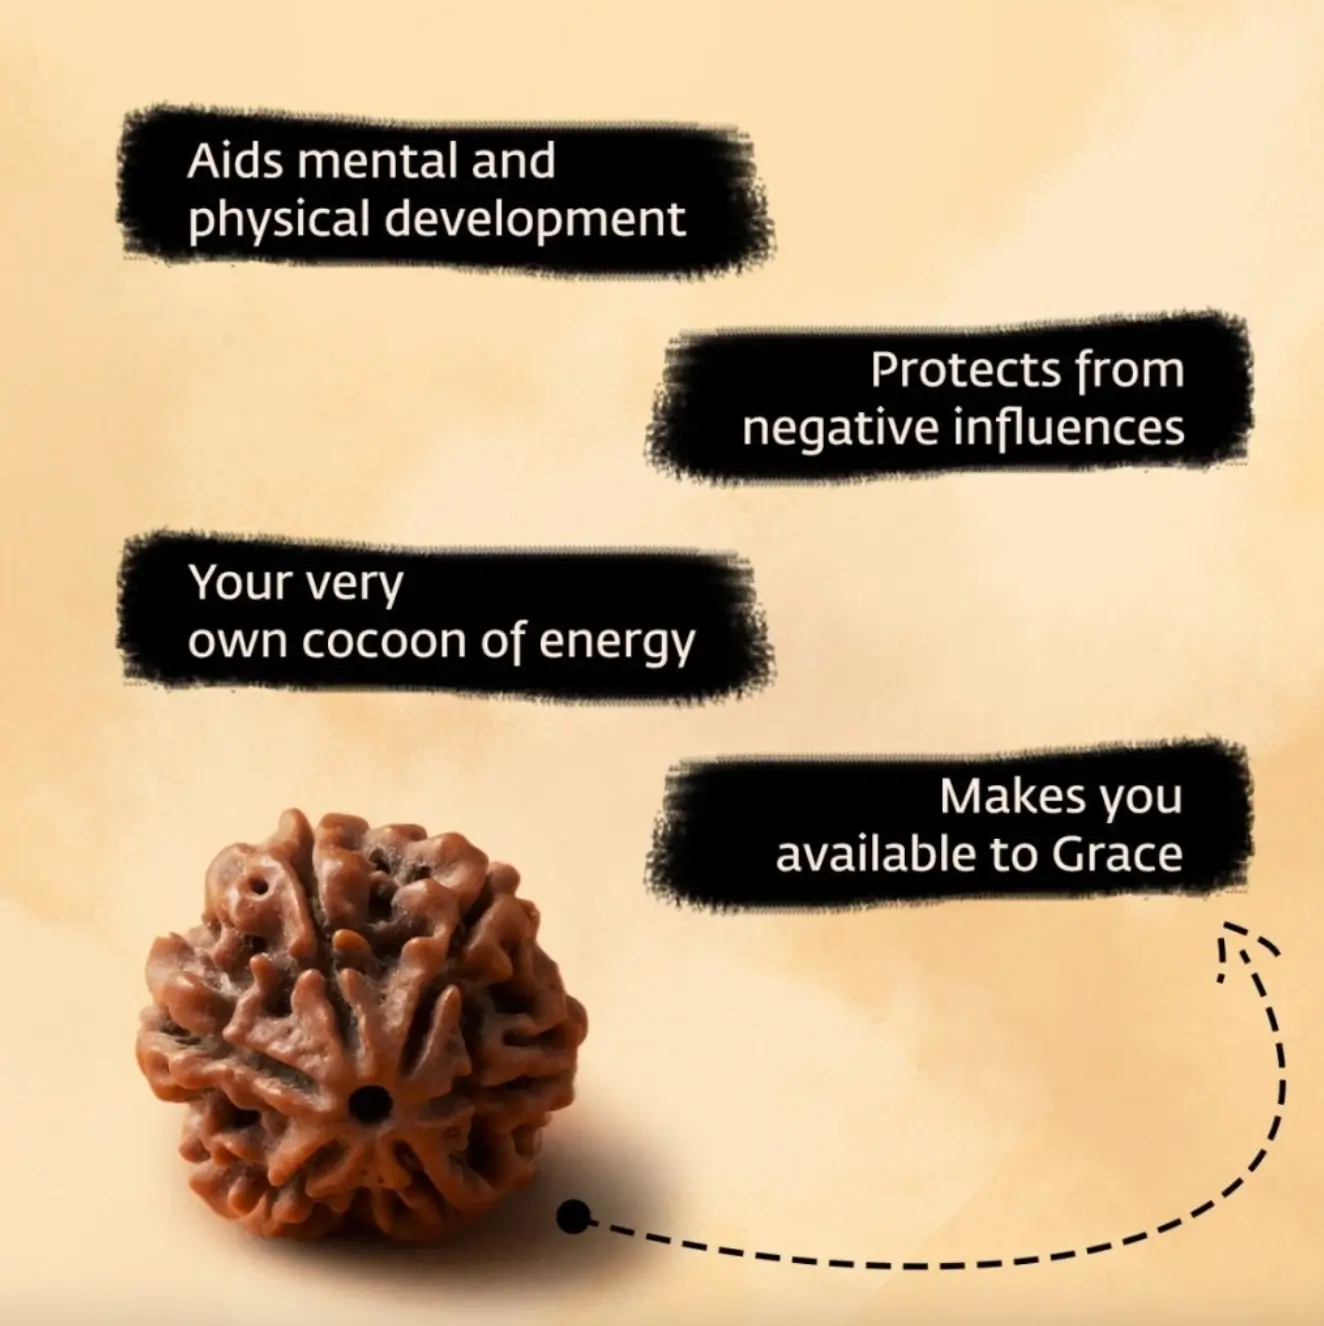 Aids mental and
physical development
Protects from
negative influences
Your very
own cocoon of energy
Makes you
available to Grace